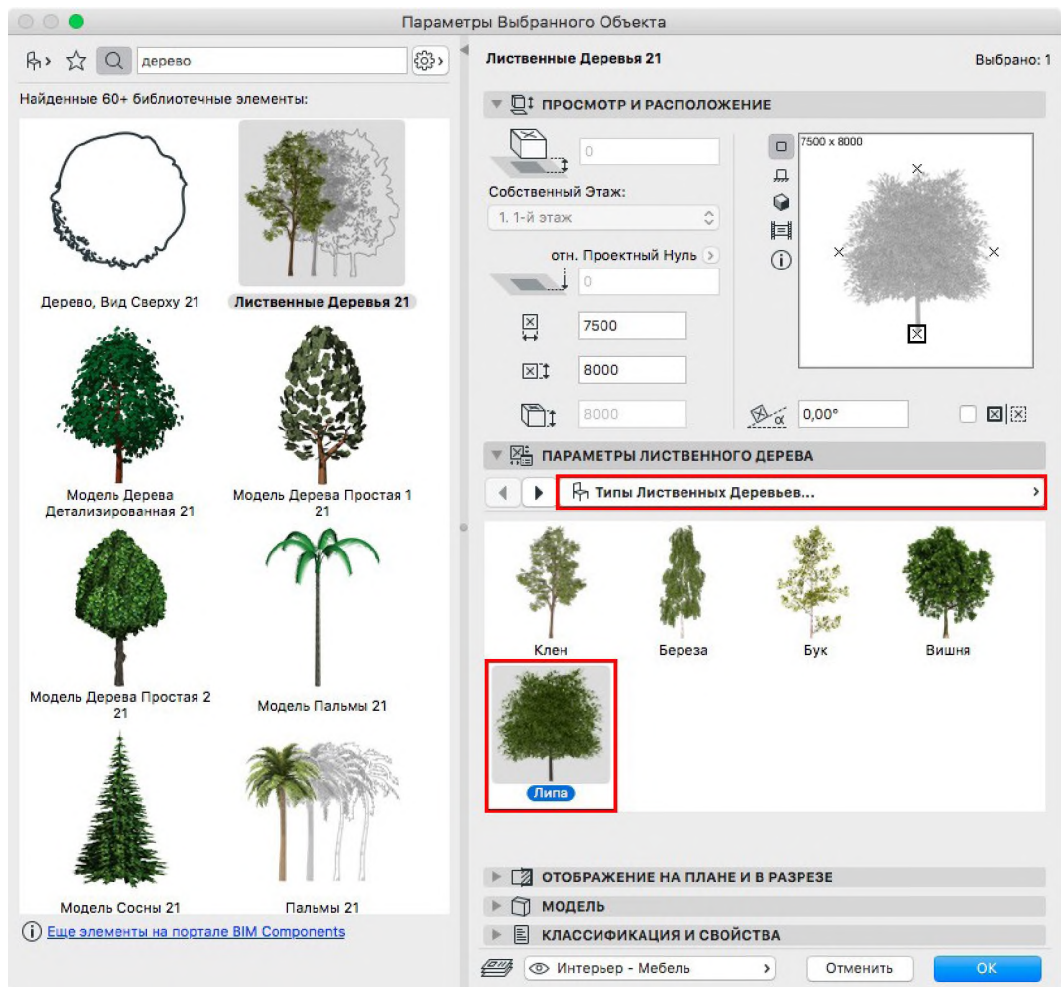 Параметры Выбранного Объекта
дерево
Найденные 60+ библиотечные элементы:
Дерево, Вид Сверху 21
Лиственные Деревья 21
Модель Дерева
Детализированная 21
Модель Дерева Простая 1
21
Модель Дерева Простая 2
21
Модель Пальмы 21
Модель Сосны 21
Пальмы 21
Еще элементы на портале BIM Components
Лиственные Деревья 21
Выбрано: 1
ПРОСМОТР И РАСПОЛОЖЕНИЕ
0
Собственный Этаж:
1. 1-й этаж
отн. Проектный Нуль
0
7500
8000
8000
7500 x 8000
α
0,00°
ПАРАМЕТРЫ ЛИСТВЕННОГО ДЕРЕВА
Типы Лиственных Деревьев...
Клен
Береза
Бук
Вишня
Липа
ОТОБРАЖЕНИЕ НА ПЛАНЕ И В РАЗРЕЗЕ
МОДЕЛЬ
КЛАССИФИКАЦИЯ И СВОЙСТВА
Интерьер - Мебель
Отменить
ОК